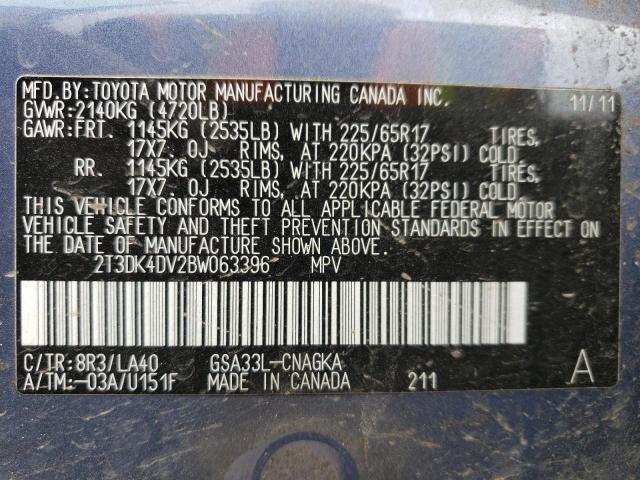 MFD.BY:TOYOTA MOTOR MANUFACTURING CANADA INC. 11/11
GVWR:2140KG (4720LB)
GAWR:FRT. 1145KG (2535LB) WITH 225/65R17 TIRES,
17X7.0J RIMS, AT 220KPA (32PSI) COLD
RR. 1145KG (2535LB) WITH 225/65R17 TIRES,
17X7.0J RIMS, AT 220KPA (32PSI) COLD
THIS VEHICLE CONFORMS TO ALL APPLICABLE FEDERAL MOTOR
VEHICLE SAFETY AND THEFT PREVENTION STANDARDS IN EFFECT ON
THE DATE OF MANUFACTURE SHOWN ABOVE.
2T3DK4DV2BW063396 MPV
C/TR:8R3/LA40 GSA33L-CNAGKA
A/TM:-03A/U151F MADE IN CANADA 211 A